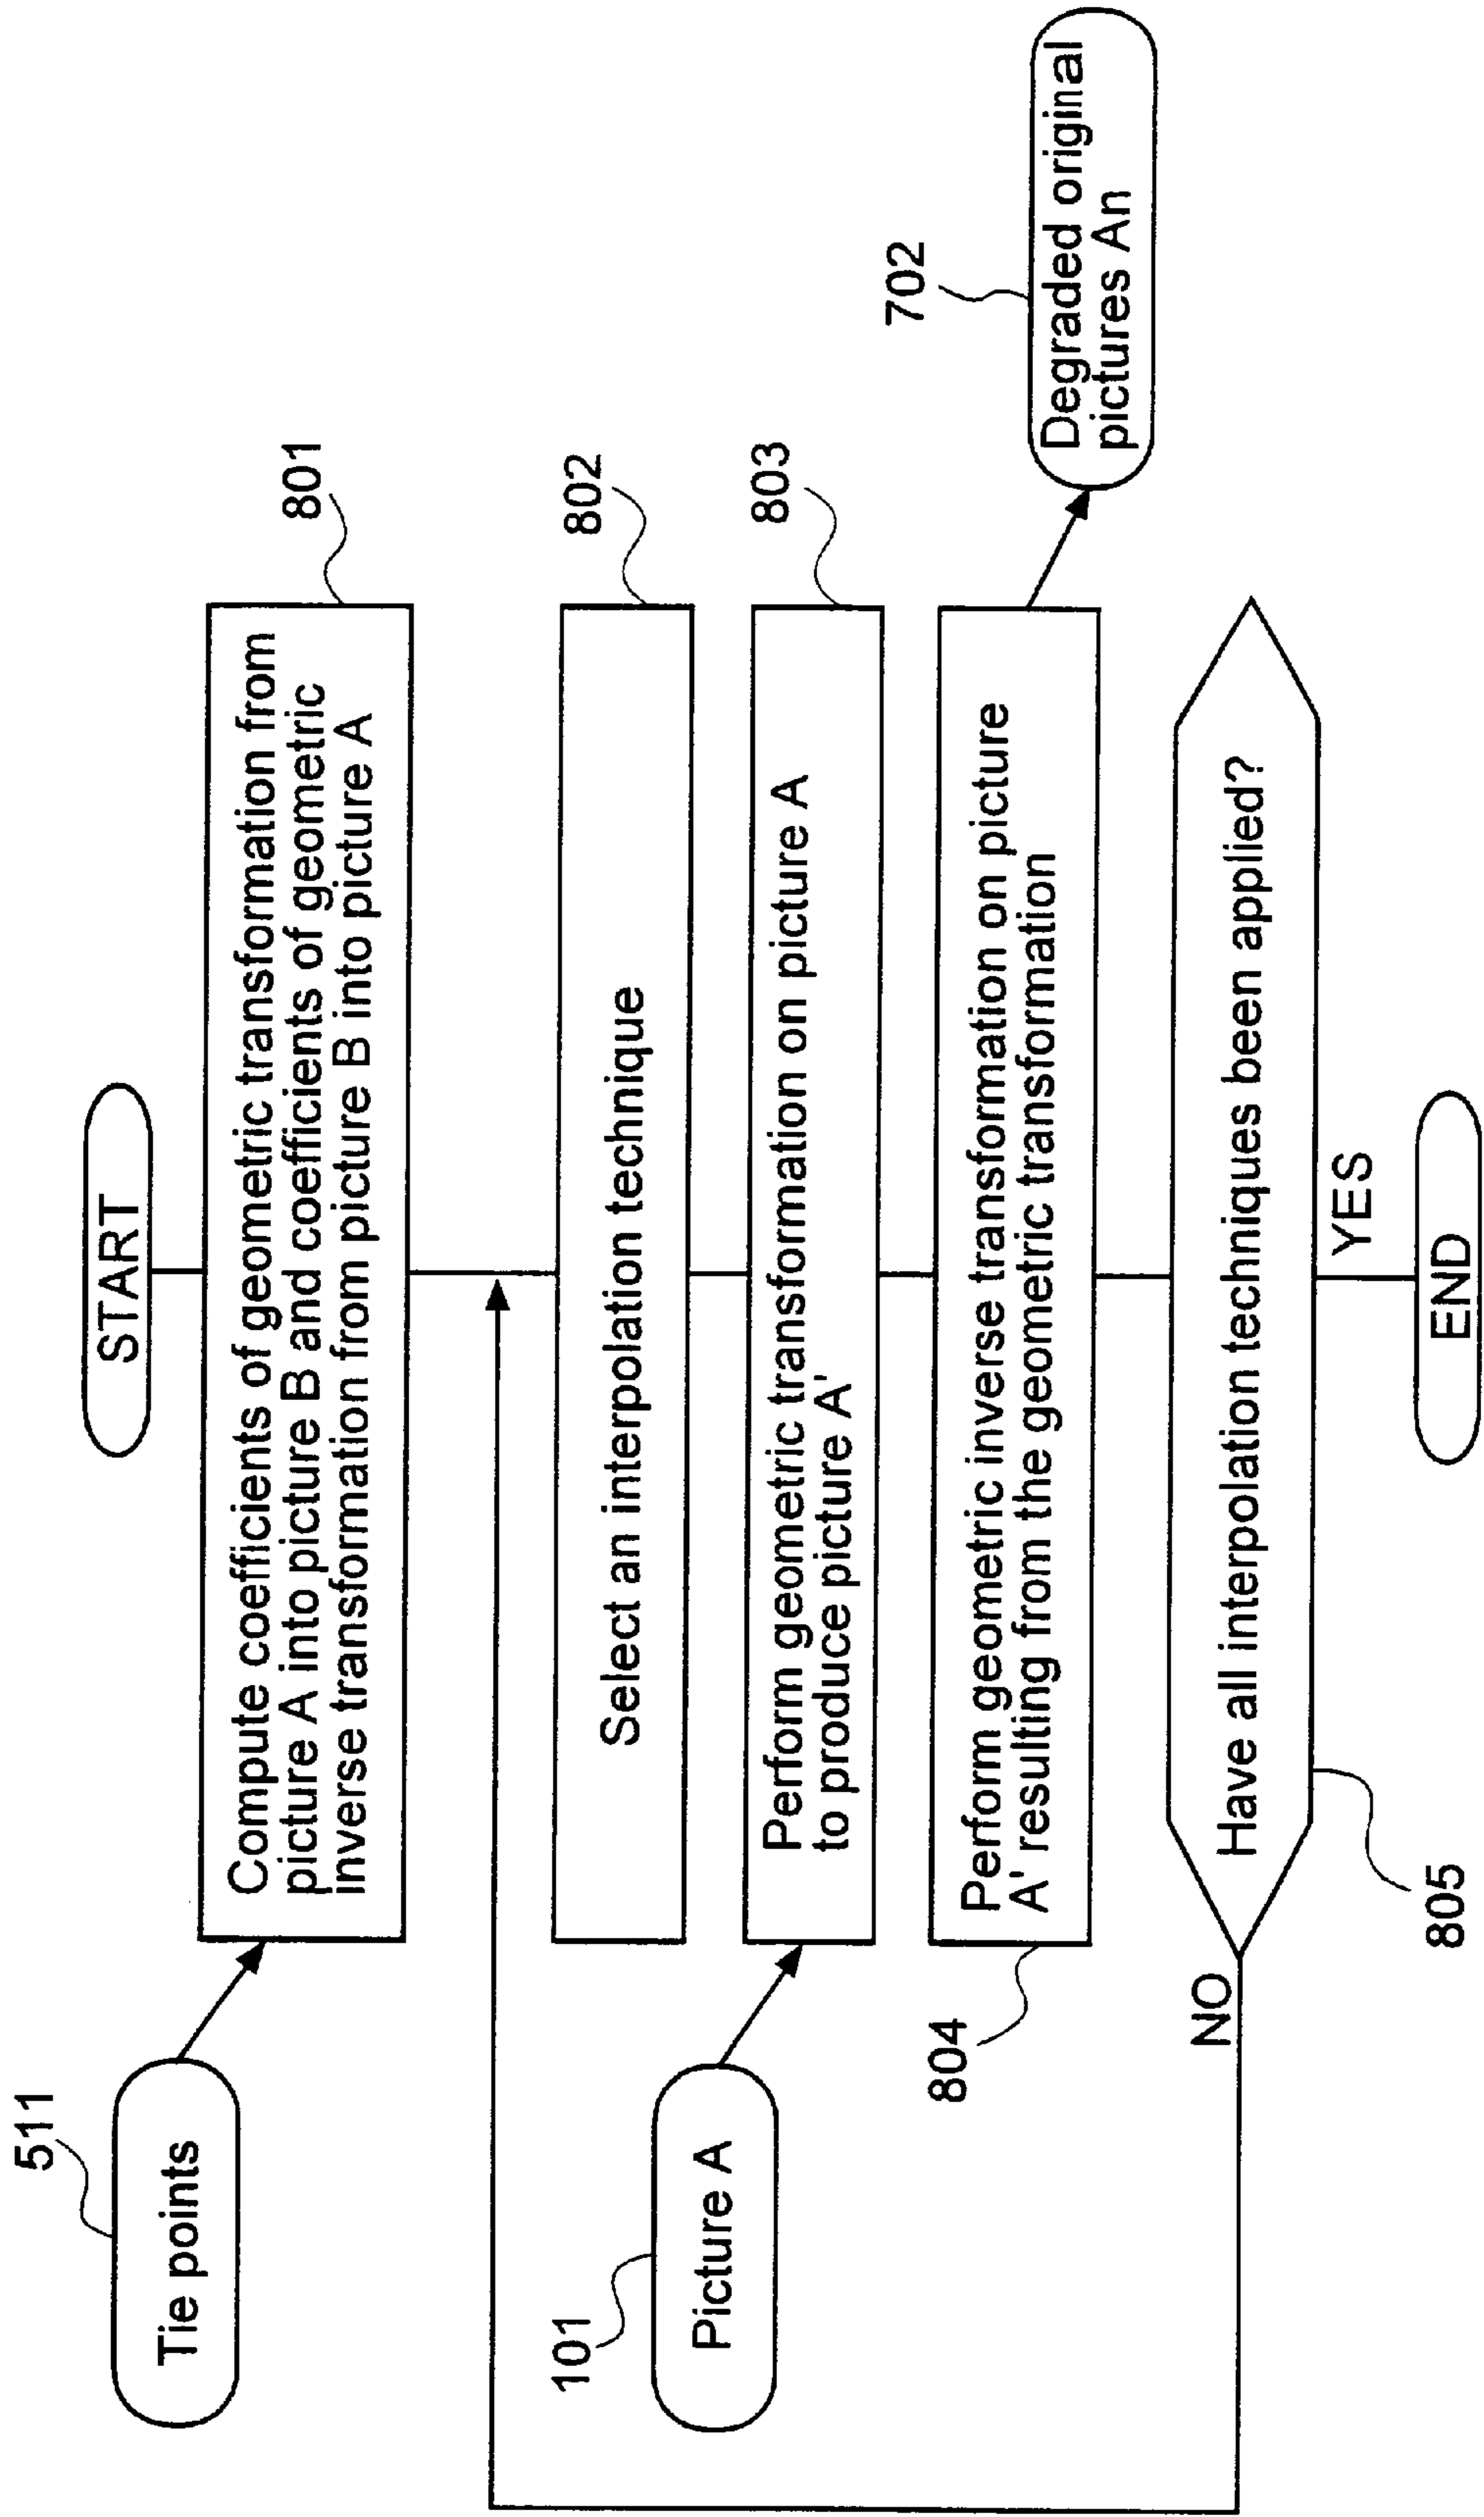 START
511
Tie points
801
Compute coefficients of geometric transformation from
picture A into picture B and coefficients of geometric
inverse transformation from picture B into picture A
802
Select an interpolation technique
101
Picture A
803
Perform geometric transformation on picture A
to produce picture A'
804
Perform geometric inverse transformation on picture
A' resulting from the geometric transformation
702
Degraded original
pictures An
NO
Have all interpolation techniques been applied?
805
YES
END